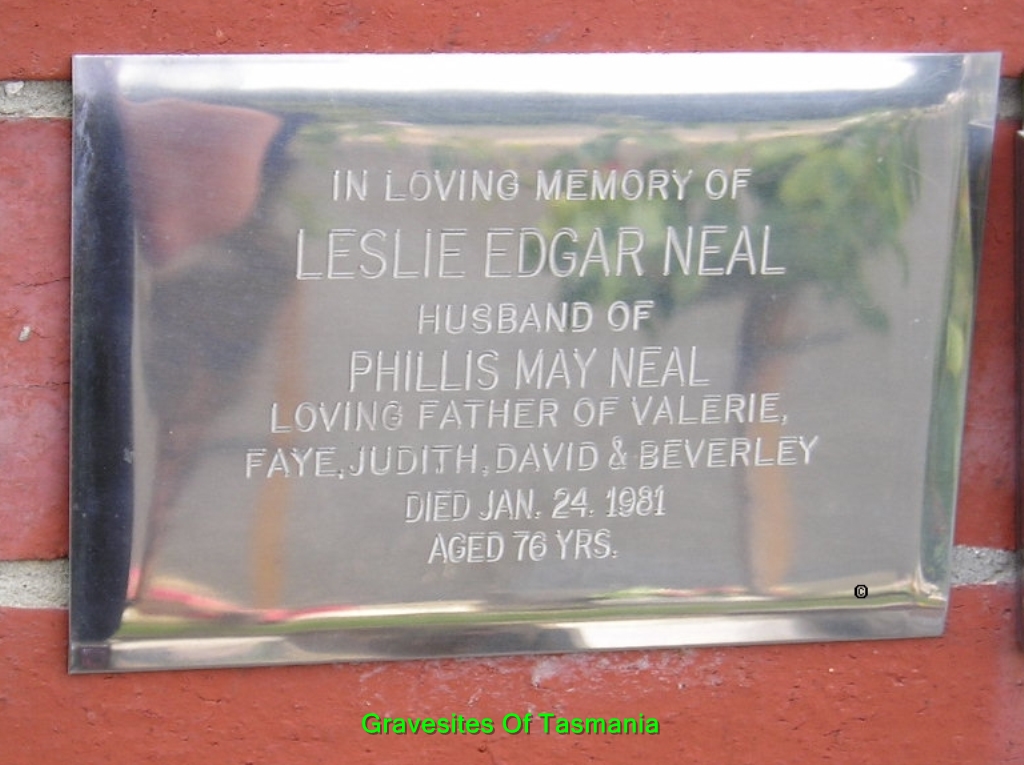 IN LOVING MEMORY OF
LESLIE EDGAR NEAL
HUSBAND OF
PHILLIS MAY NEAL
LOVING FATHER OF VALERIE,
FAYE, JUDITH, DAVID & BEVERLEY
DIED JAN. 24. 1981
AGED 76 YRS.
©
Gravesites Of Tasmania